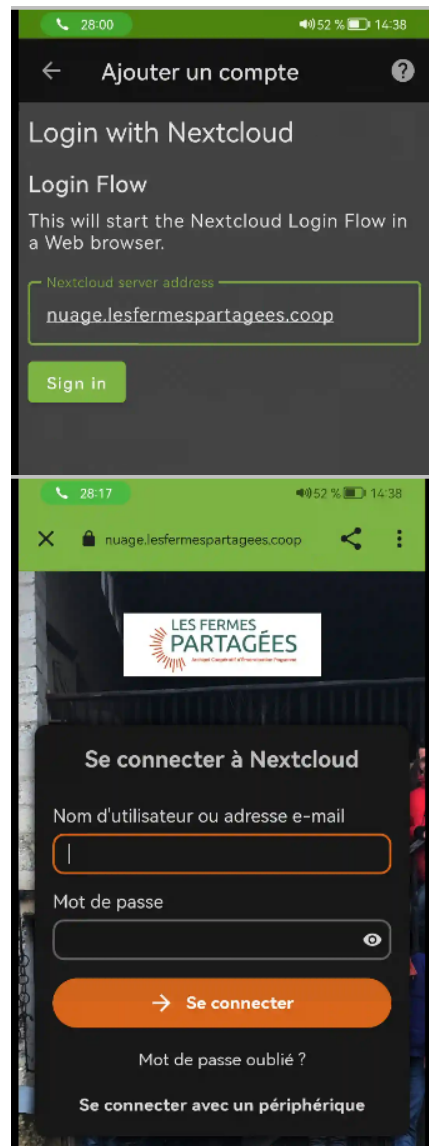 28:00
52 % 14:38
Ajouter un compte
Login with Nextcloud
Login Flow
This will start the Nextcloud Login Flow in
a Web browser.
Nextcloud server address
nuage.lesfermespartagees.coop
Sign in
28:17
52 % 14:38
nuage.lesfermespartagees.coop
LES FERMES
PARTAGÉES
Se connecter à Nextcloud
Nom d'utilisateur ou adresse e-mail
Mot de passe
Se connecter
Mot de passe oublié ?
Se connecter avec un périphérique